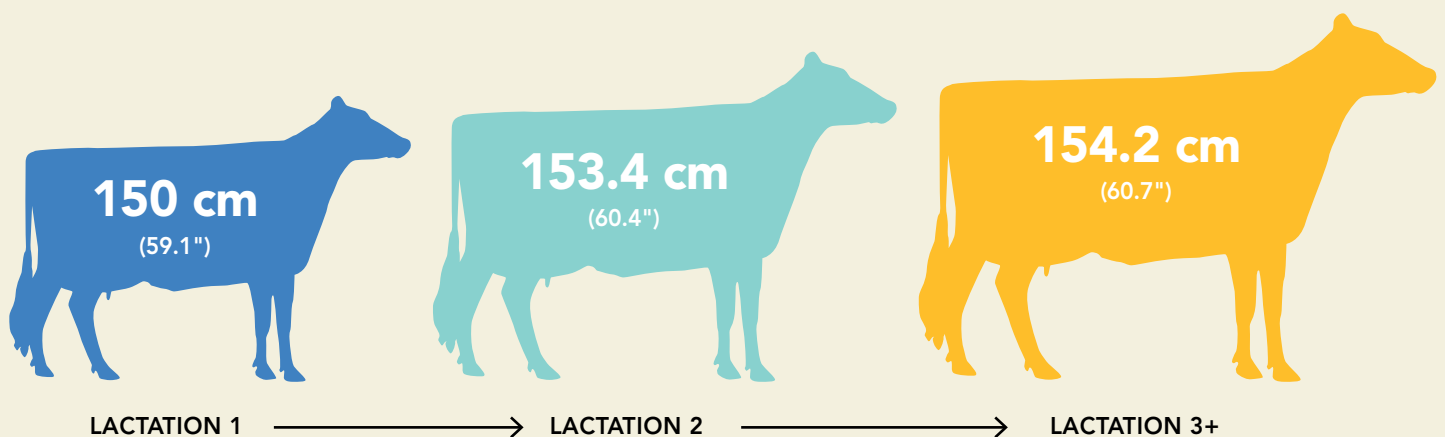 150 cm
(59.1")
153.4 cm
(60.4")
154.2 cm
(60.7")
LACTATION 1
LACTATION 2
LACTATION 3+